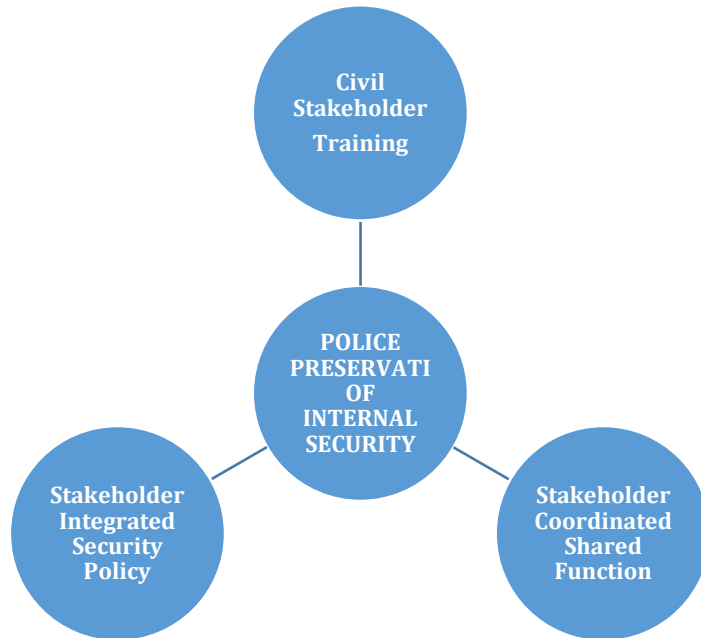 Civil
Stakeholder
Training
POLICE
PRESERVATI
OF
INTERNAL
SECURITY
Stakeholder
Integrated
Security
Policy
Stakeholder
Coordinated
Shared
Function